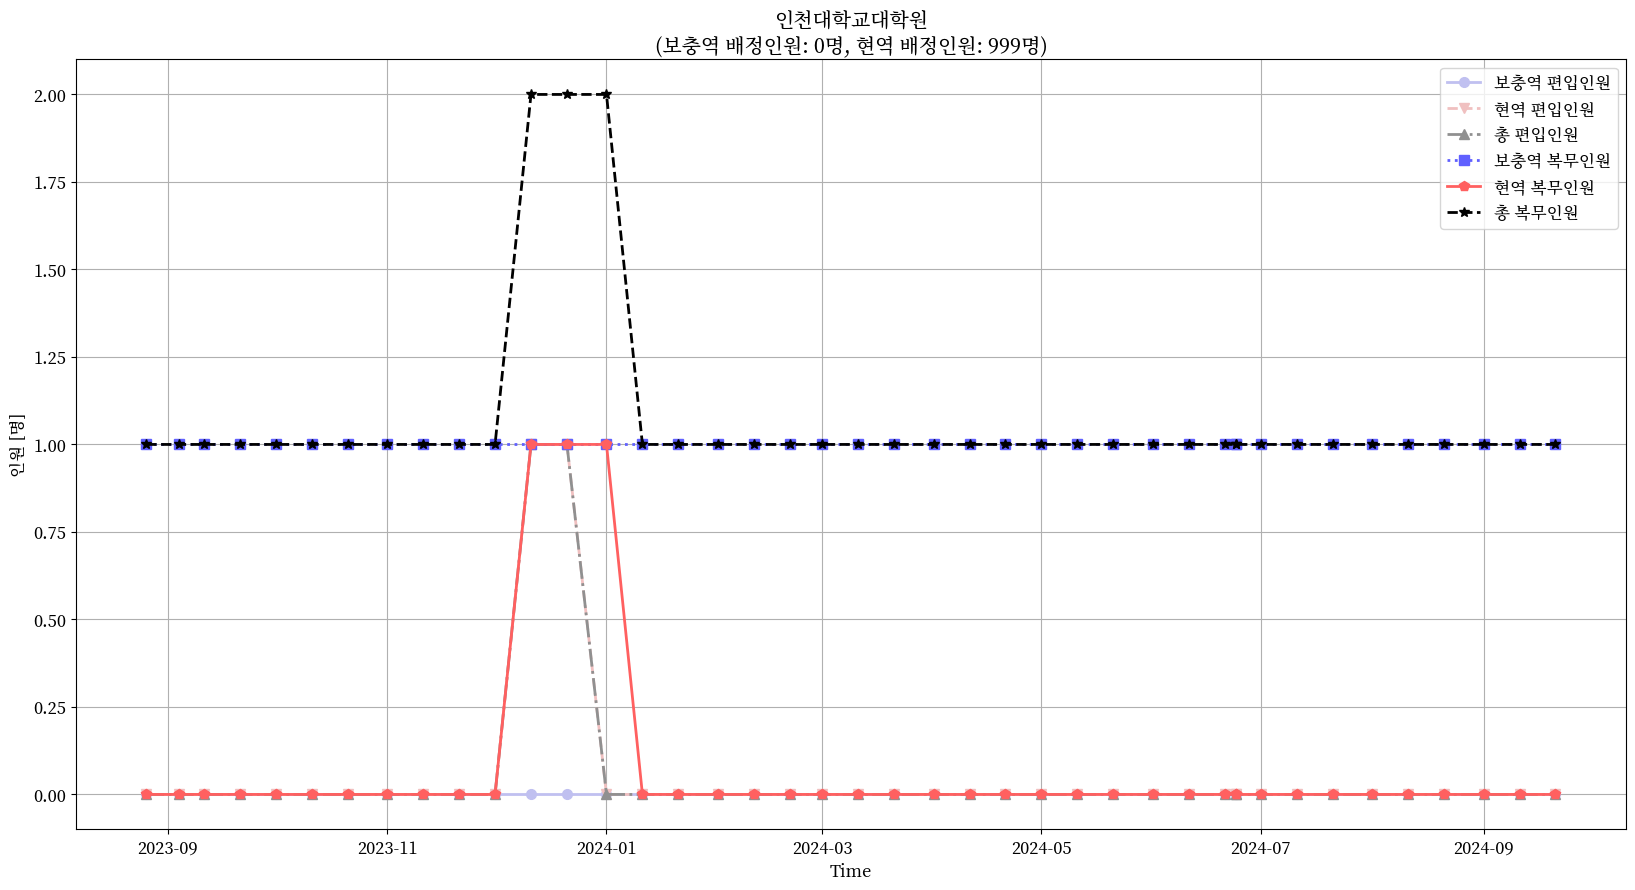 인천대학교대학원
(보충역 배정인원: 0명, 현역 배정인원: 999명)
보충역 편입인원
현역 편입인원
총 편입인원
보충역 복무인원
현역 복무인원
총 복무인원
2.00
1.75
1.50
1.25
1.00
0.75
0.50
0.25
0.00
인원 [명]
2023-09
2023-11
2024-01
2024-03
2024-05
2024-07
2024-09
Time